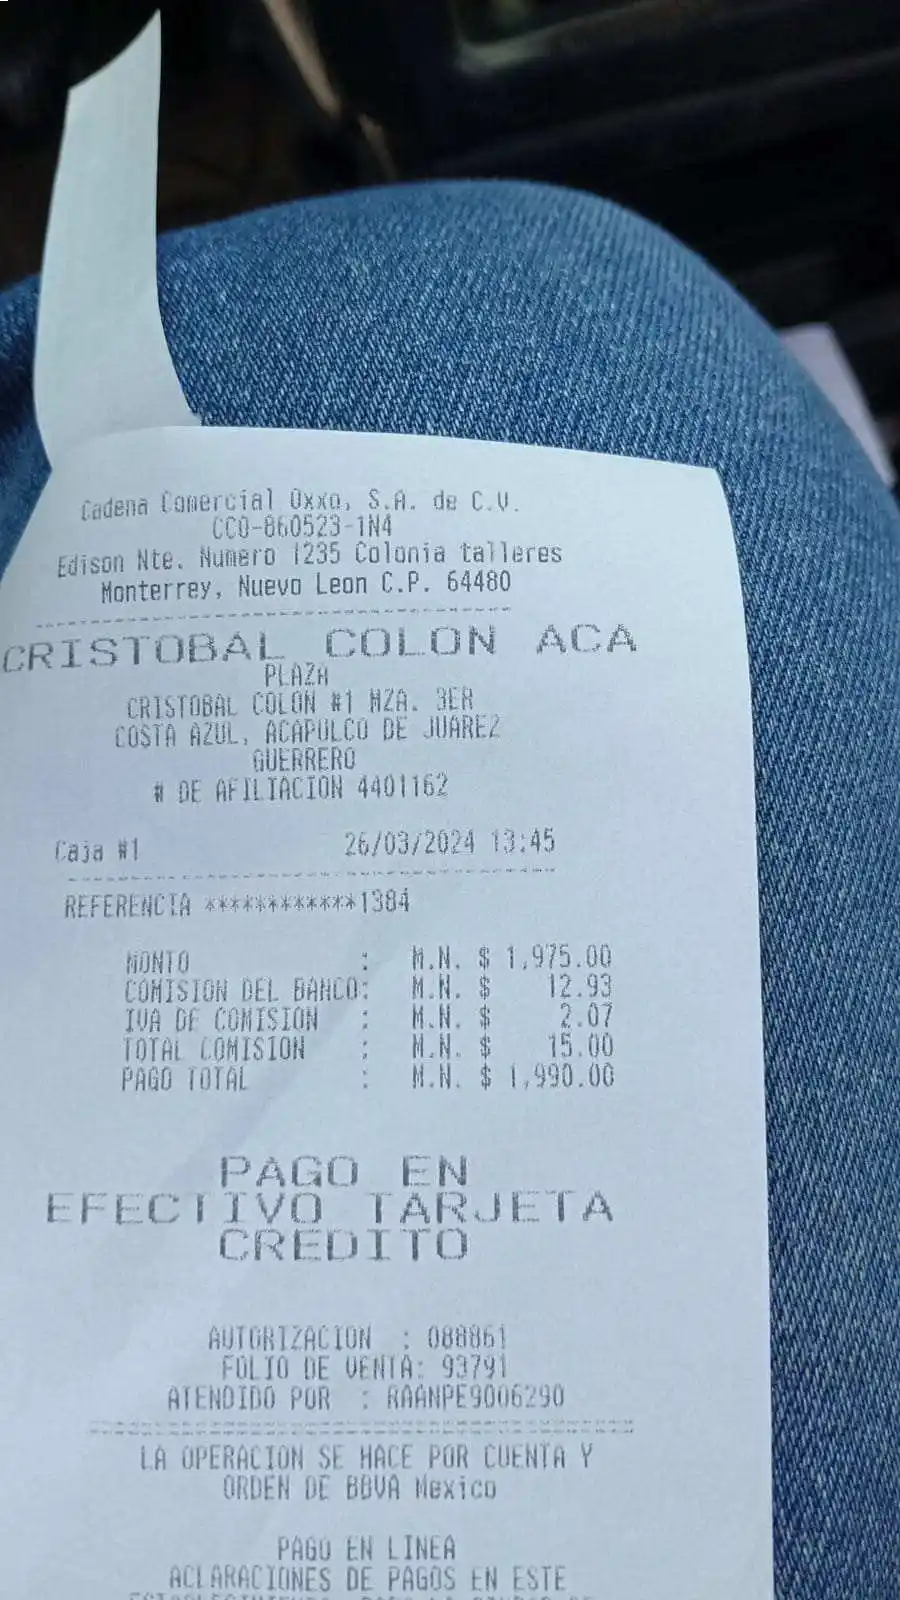 Cadena Comercial Oxxo, S.A. de C.V.
CCO-860523-1N4
Edison Nte. Numero 1235 Colonia talleres
Monterrey, Nuevo Leon C.P. 64480
CRISTOBAL COLON ACA
PLAZA
CRISTOBAL COLON #1 MZA. 3ER
COSTA AZUL, ACAPULCO DE JUAREZ
GUERRERO
# DE AFILIACION 4401162
Caja #1 26/03/2024 13:45
REFERENCIA ************1384
MONTO : M.N. $ 1,975.00
COMISION DEL BANCO: M.N. $ 12.93
IVA DE COMISION : M.N. $ 2.07
TOTAL COMISION : M.N. $ 15.00
PAGO TOTAL : M.N. $ 1,990.00
PAGO EN
EFECTIVO TARJETA
CREDITO
AUTORIZACION : 088861
FOLIO DE VENTA: 93791
ATENDIDO POR : RAANPE9006290
LA OPERACION SE HACE POR CUENTA Y
ORDEN DE BBVA Mexico
PAGO EN LINEA
ACLARACIONES DE PAGOS EN ESTE